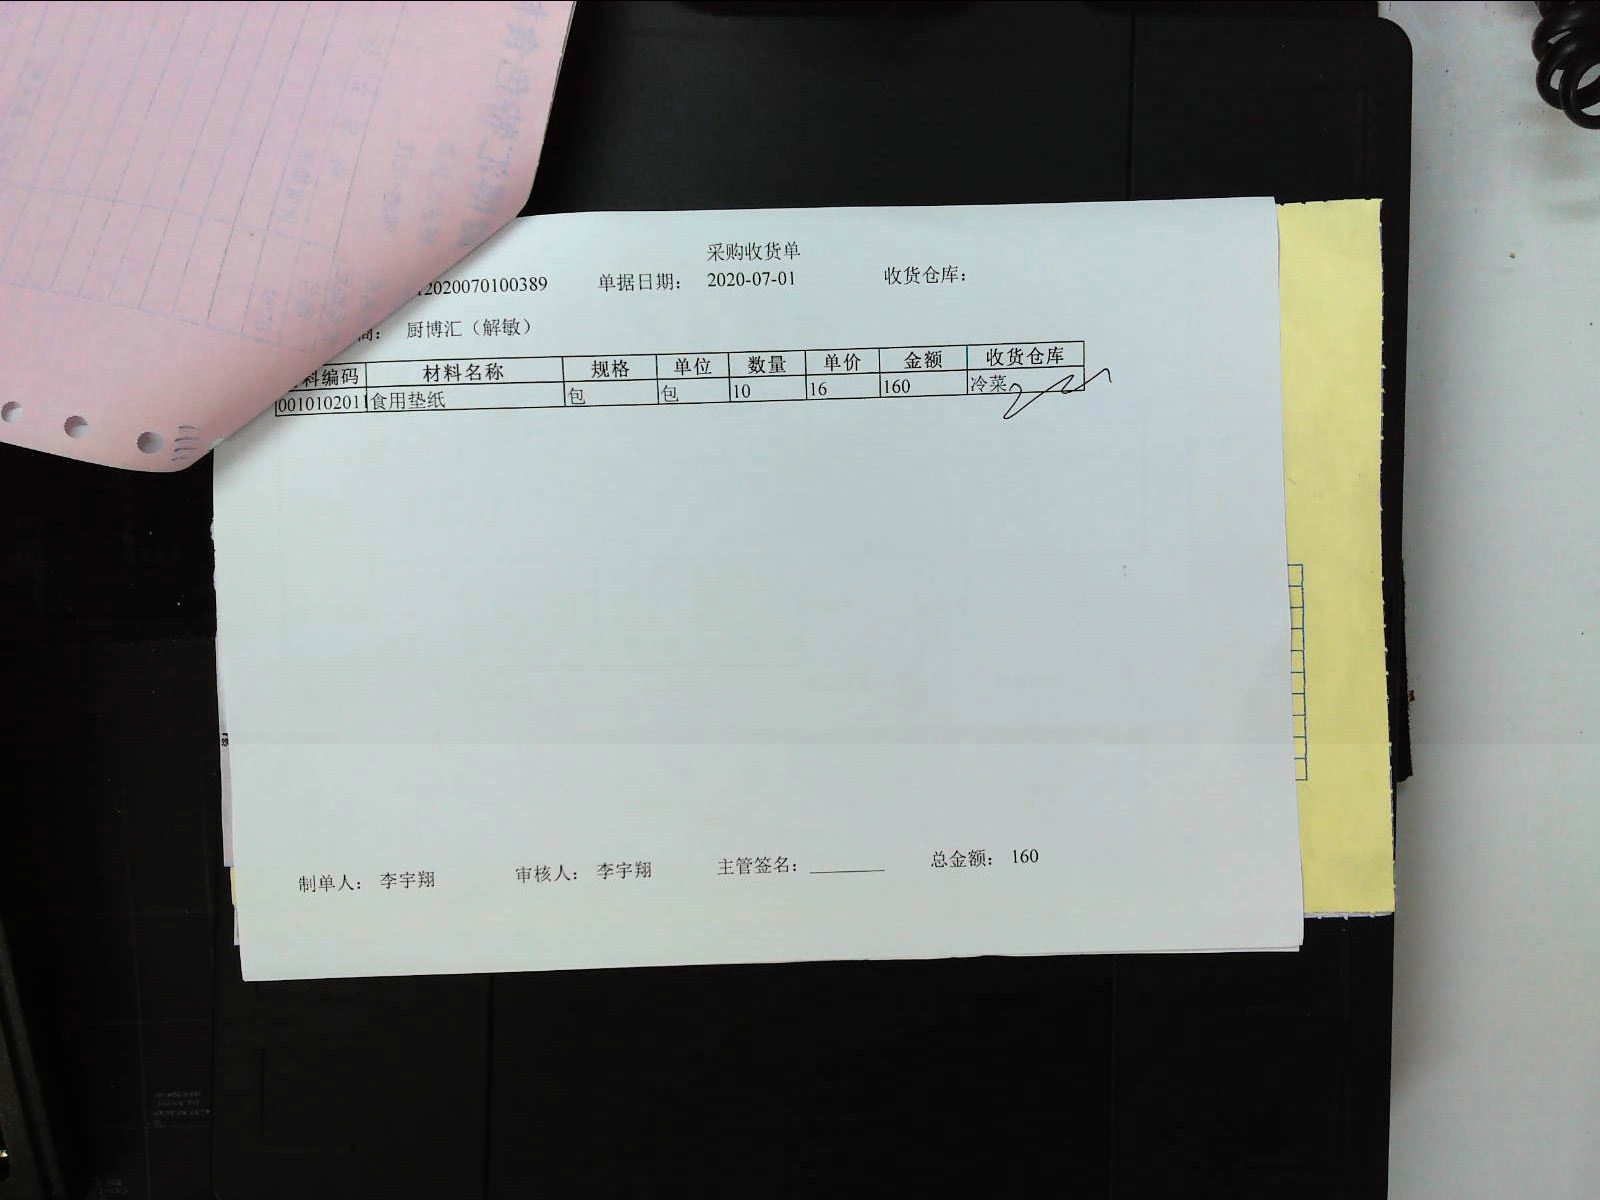 采购收货单
12020070100389 单据日期： 2020-07-01 收货仓库：
商： 厨博汇（解敏）
料编码 材料名称 规格 单位 数量 单价 金额 收货仓库
0010102011 食用垫纸 包 包 10 16 160 冷菜
制单人： 李宇翔 审核人： 李宇翔 主管签名： 总金额： 160